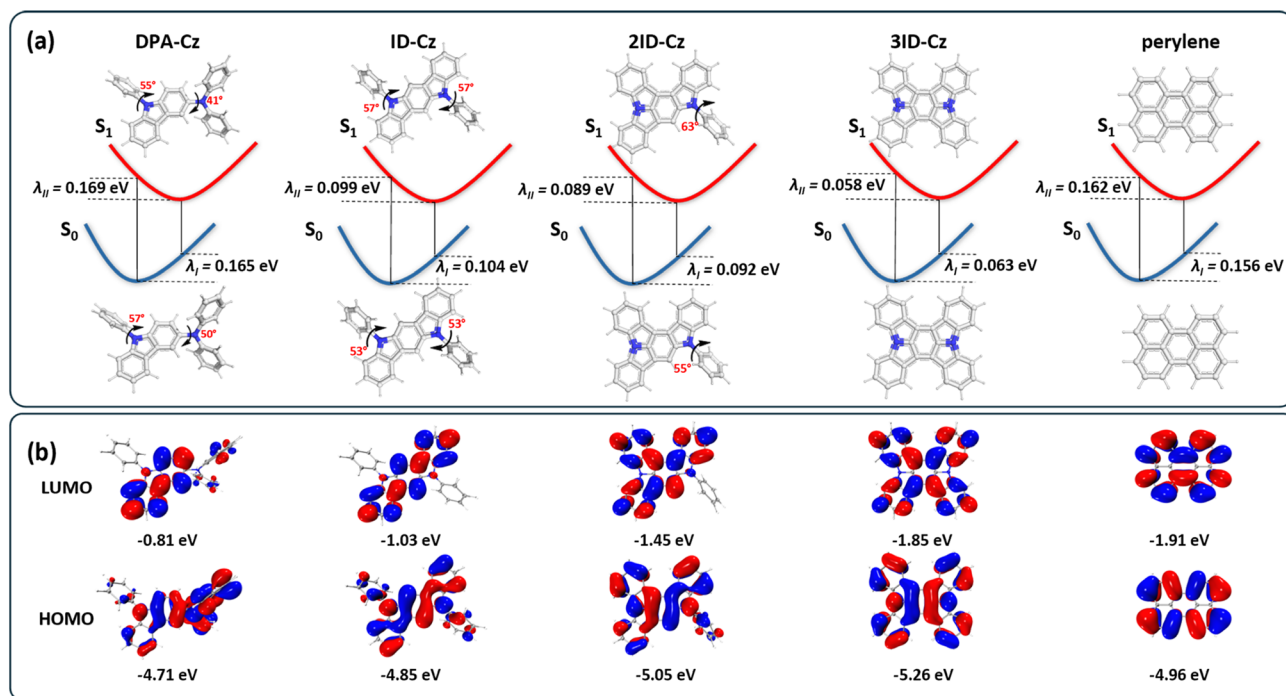 (a)
DPA-Cz ID-Cz 2ID-Cz 3ID-Cz perylene
55° 41° 57° 57° 63°
S1 S1 S1 S1 S1
λII = 0.169 eV λII = 0.099 eV λII = 0.089 eV λII = 0.058 eV λII = 0.162 eV
S0 S0 S0 S0 S0
λI = 0.165 eV λI = 0.104 eV λI = 0.092 eV λI = 0.063 eV λI = 0.156 eV
57° 50° 53° 53° 55°
(b)
LUMO
-0.81 eV -1.03 eV -1.45 eV -1.85 eV -1.91 eV
HOMO
-4.71 eV -4.85 eV -5.05 eV -5.26 eV -4.96 eV